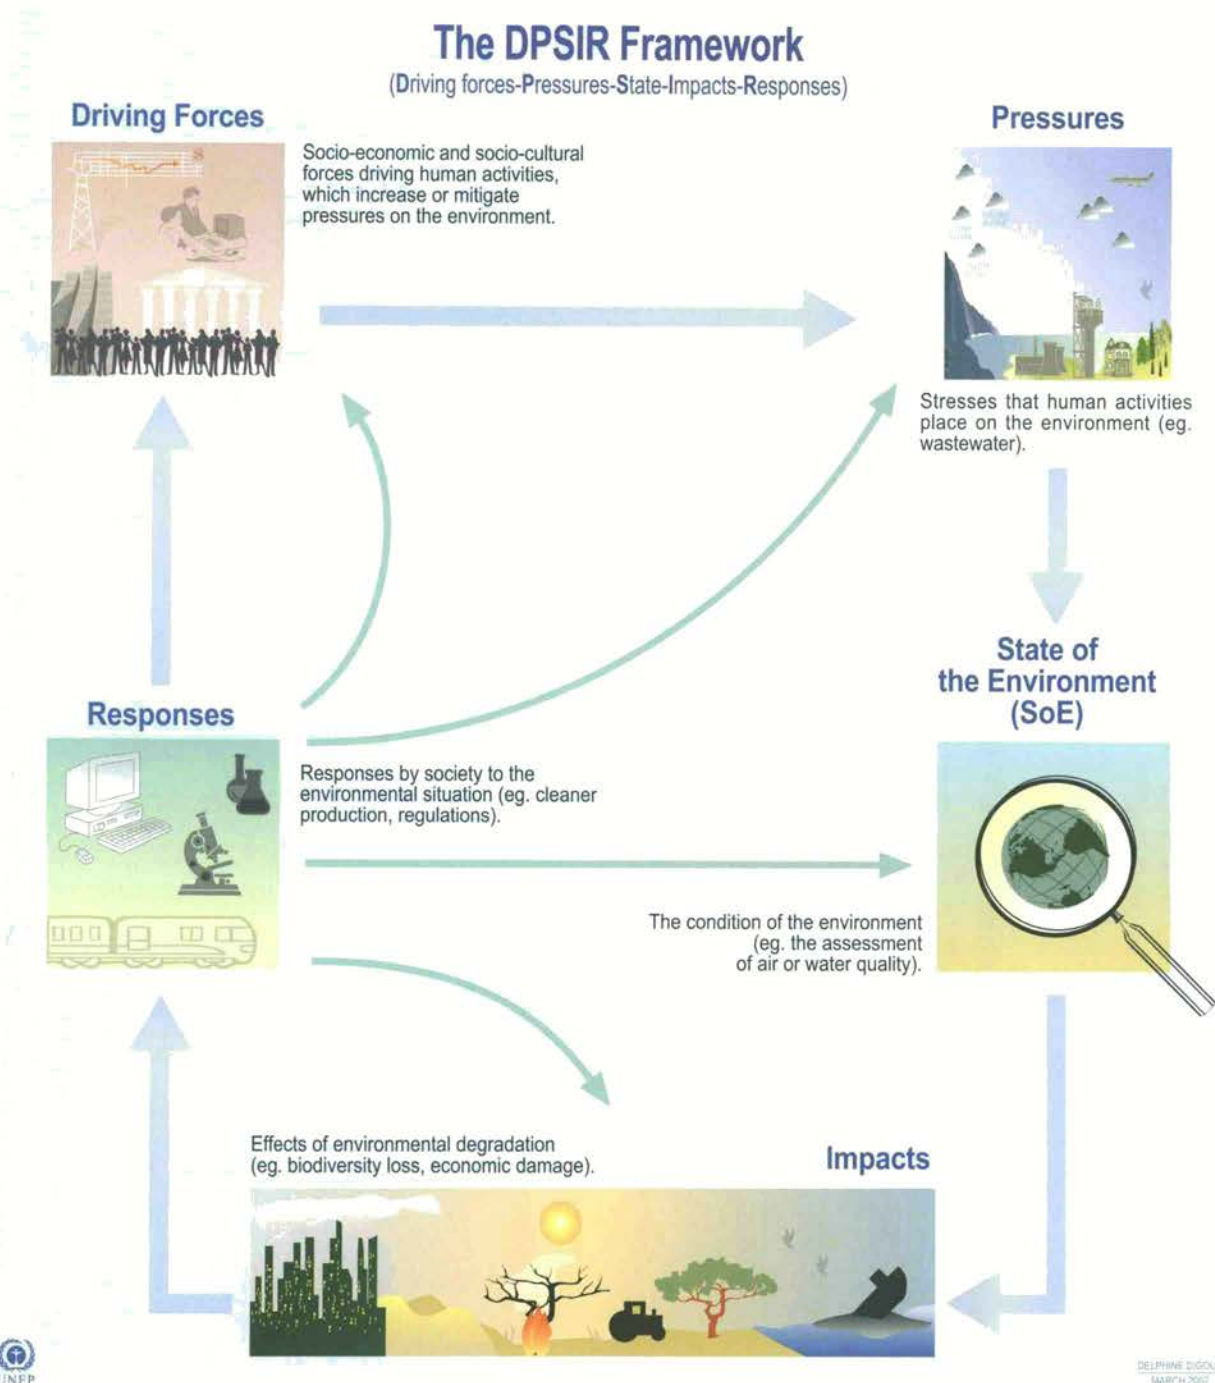 The DPSIR Framework
(Driving forces-Pressures-State-Impacts-Responses)
Driving Forces
Socio-economic and socio-cultural
forces driving human activities,
which increase or mitigate
pressures on the environment.
Pressures
Stresses that human activities
place on the environment (eg.
wastewater).
State of
the Environment
(SoE)
Responses
Responses by society to the
environmental situation (eg. cleaner
production, regulations).
The condition of the environment
(eg. the assessment
of air or water quality).
Effects of environmental degradation
(eg. biodiversity loss, economic damage).
Impacts
UNEP
DELPHINE
MARCH